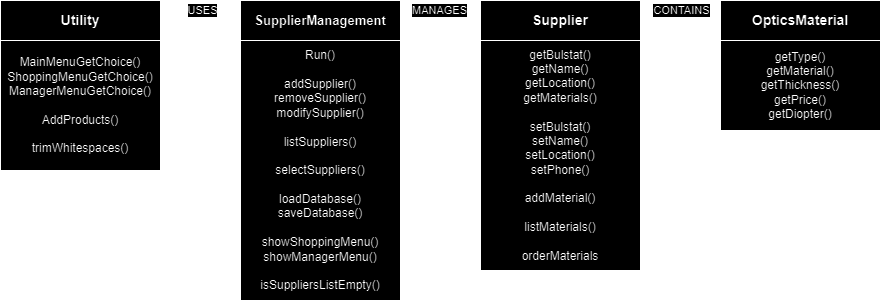 Utility
MainMenuGetChoice()
ShoppingMenuGetChoice()
ManagerMenuGetChoice()
AddProducts()
trimWhitespaces()
USES
SupplierManagement
Run()
addSupplier()
removeSupplier()
modifySupplier()
listSuppliers()
selectSuppliers()
loadDatabase()
saveDatabase()
showShoppingMenu()
showManagerMenu()
isSuppliersListEmpty()
MANAGES
Supplier
getBulstat()
getName()
getLocation()
getMaterials()
setBulstat()
setName()
setLocation()
setPhone()
addMaterial()
listMaterials()
orderMaterials
CONTAINS
OpticsMaterial
getType()
getMaterial()
getThickness()
getPrice()
getDiopter()